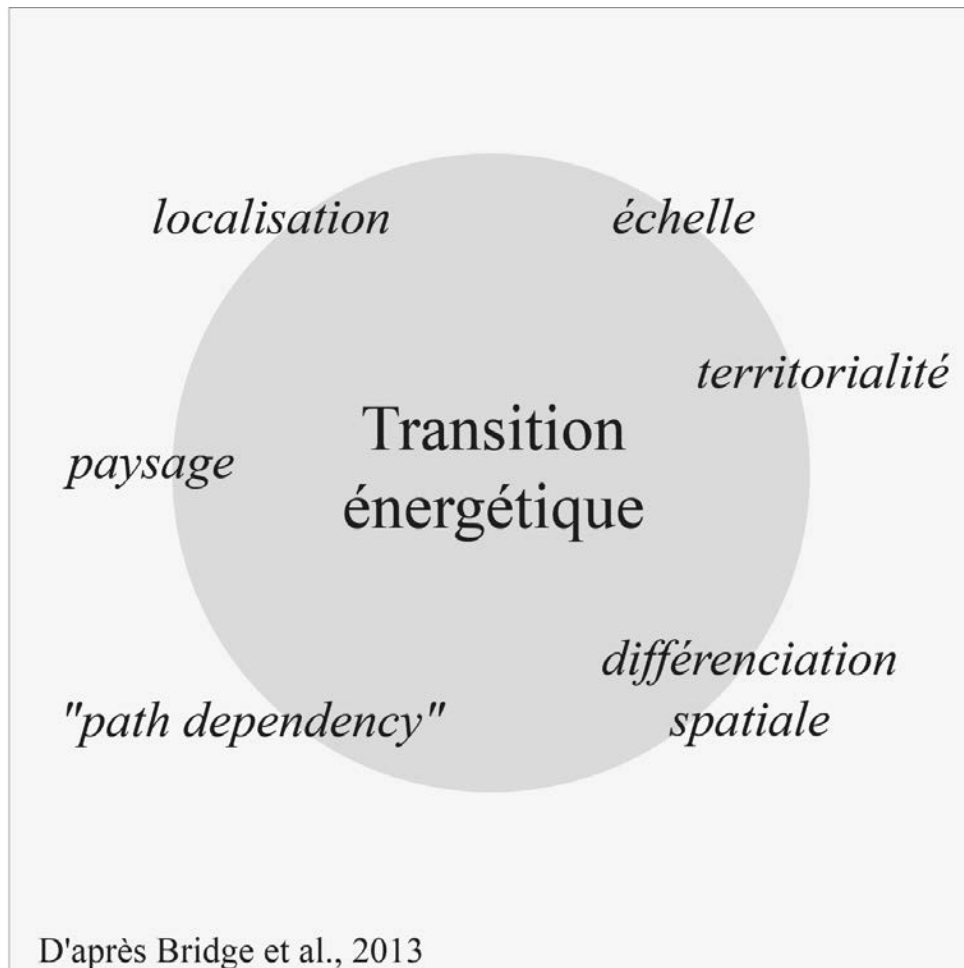 localisation
échelle
territorialité
Transition
énergétique
paysage
différenciation
spatiale
"path dependency"
D'après Bridge et al., 2013